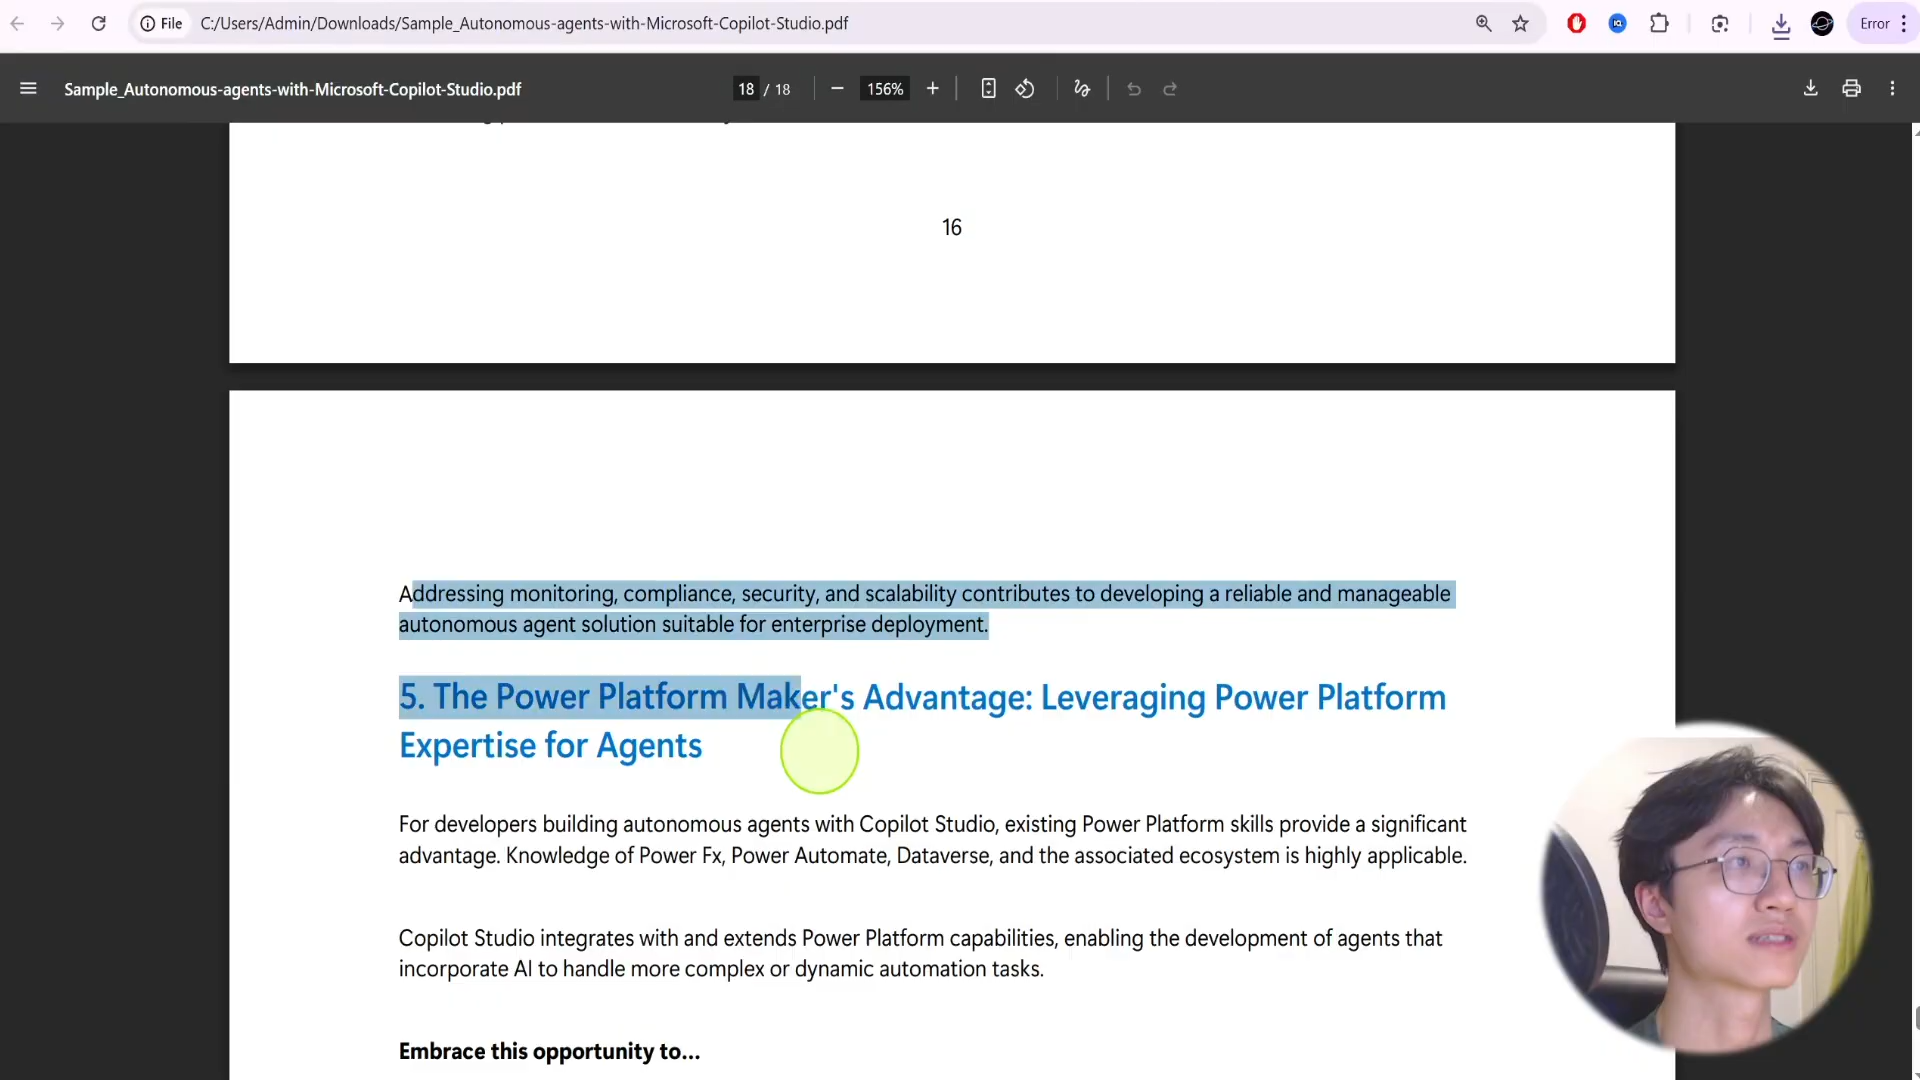 File
C:/Users/Admin/Downloads/Sample_Autonomous-agents-with-Microsoft-Copilot-Studio.pdf
Error
Sample_Autonomous-agents-with-Microsoft-Copilot-Studio.pdf
18 / 18
156%
16
Addressing monitoring, compliance, security, and scalability contributes to developing a reliable and manageable
autonomous agent solution suitable for enterprise deployment.
5. The Power Platform Maker's Advantage: Leveraging Power Platform
Expertise for Agents
For developers building autonomous agents with Copilot Studio, existing Power Platform skills provide a significant
advantage. Knowledge of Power Fx, Power Automate, Dataverse, and the associated ecosystem is highly applicable.
Copilot Studio integrates with and extends Power Platform capabilities, enabling the development of agents that
incorporate AI to handle more complex or dynamic automation tasks.
Embrace this opportunity to...